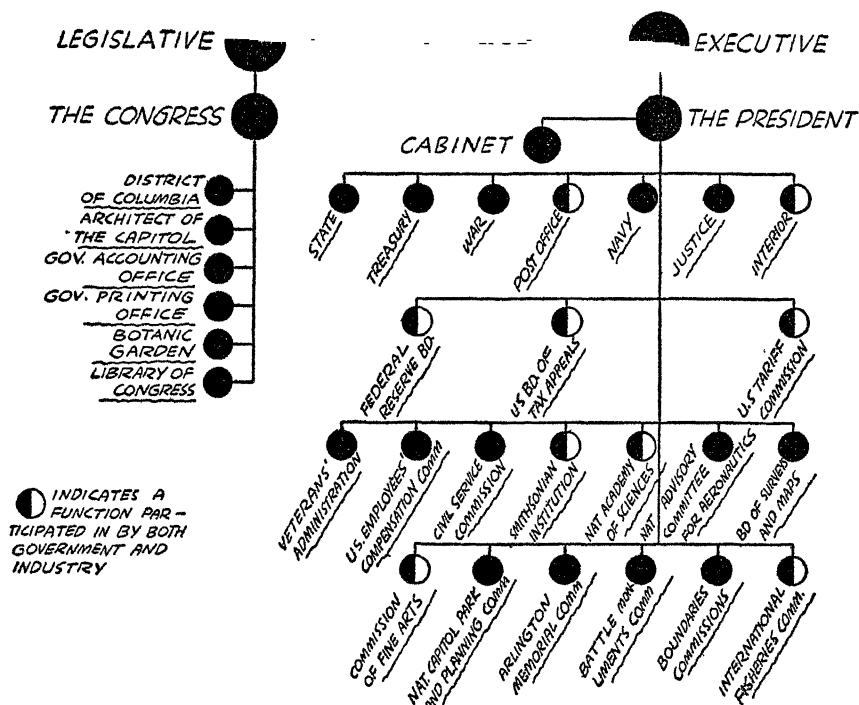 LEGISLATIVE
EXECUTIVE
THE CONGRESS
THE PRESIDENT
CABINET
DISTRICT
OF COLUMBIA
ARCHITECT OF
THE CAPITOL
GOV. ACCOUNTING
OFFICE
GOV. PRINTING
OFFICE
BOTANIC
GARDEN
LIBRARY OF
CONGRESS
STATE
TREASURY
WAR
POST OFFICE
NAVY
JUSTICE
INTERIOR
FEDERAL
RESERVE BD.
US BD. OF
TAX APPEALS
U.S TARIFF
COMMISSION
VETERANS'
ADMINISTRATION
U.S. EMPLOYEES'
COMPENSATION COMM
CIVIL SERVICE
COMMISSION
SMITHSONIAN
INSTITUTION
NAT ACADEMY
OF SCIENCES
NAT ADVISORY
COMMITTEE
FOR AERONAUTICS
BD OF SURVEYS
AND MAPS
COMMISSION
OF FINE ARTS
NAT. CAPITOL PARK
AND PLANNING COMM
ARLINGTON
MEMORIAL COMM
BATTLE MON-
UMENTS COMM
BOUNDARIES
COMMISSIONS
INTERNATIONAL
FISHERIES COMM.
INDICATES A
FUNCTION PAR-
TICIPATED IN BY BOTH
GOVERNMENT AND
INDUSTRY